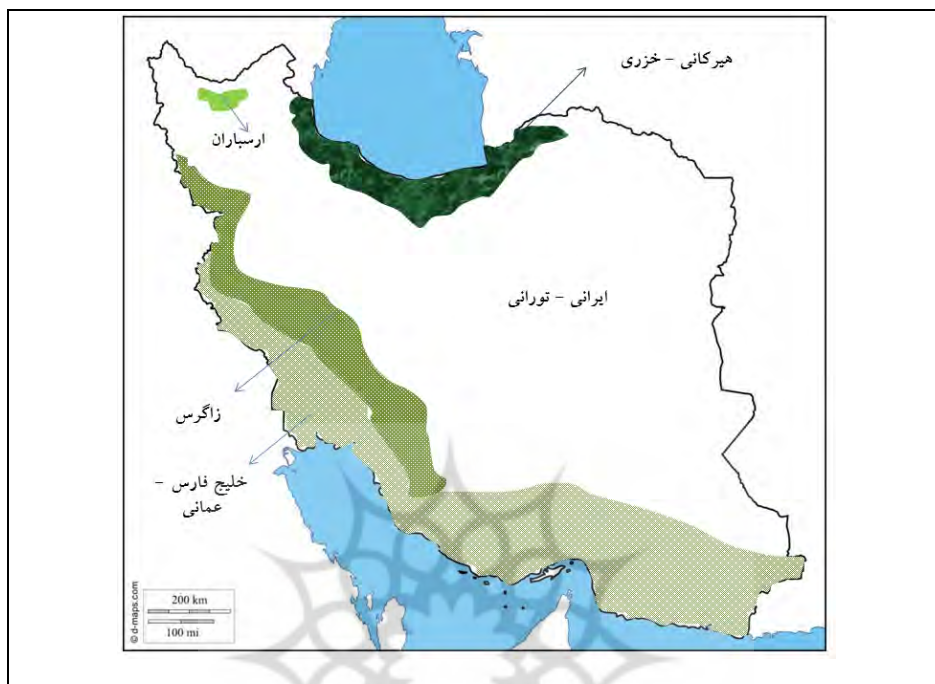 هیرکانی - خزری
ارسباران
ایرانی - تورانی
زاگرس
خلیج فارس -
عمانی
200 km
100 mi
© d-maps.com